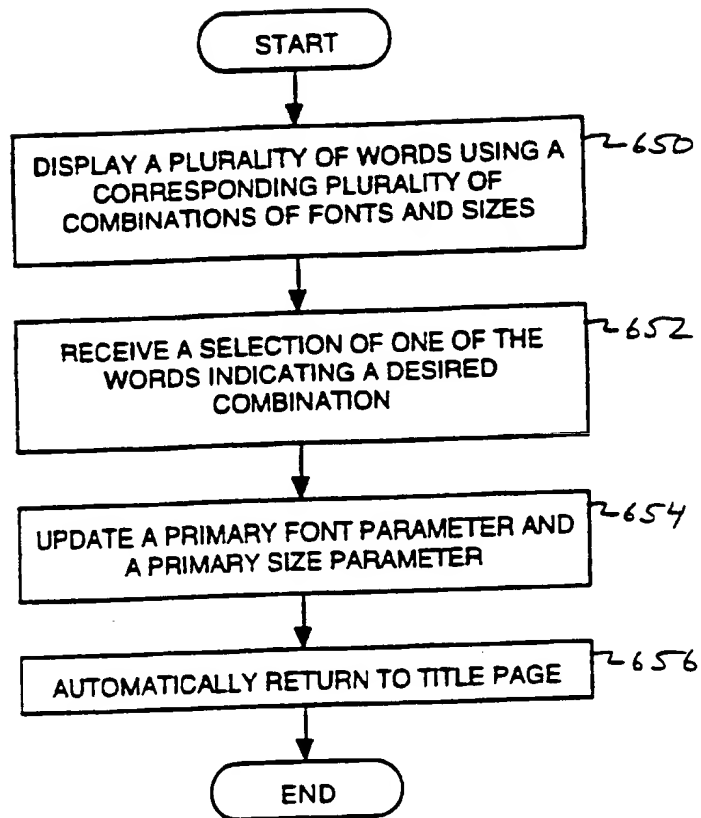 START
DISPLAY A PLURALITY OF WORDS USING A
CORRESPONDING PLURALITY OF
COMBINATIONS OF FONTS AND SIZES
650
RECEIVE A SELECTION OF ONE OF THE
WORDS INDICATING A DESIRED
COMBINATION
652
UPDATE A PRIMARY FONT PARAMETER AND
A PRIMARY SIZE PARAMETER
654
AUTOMATICALLY RETURN TO TITLE PAGE
656
END